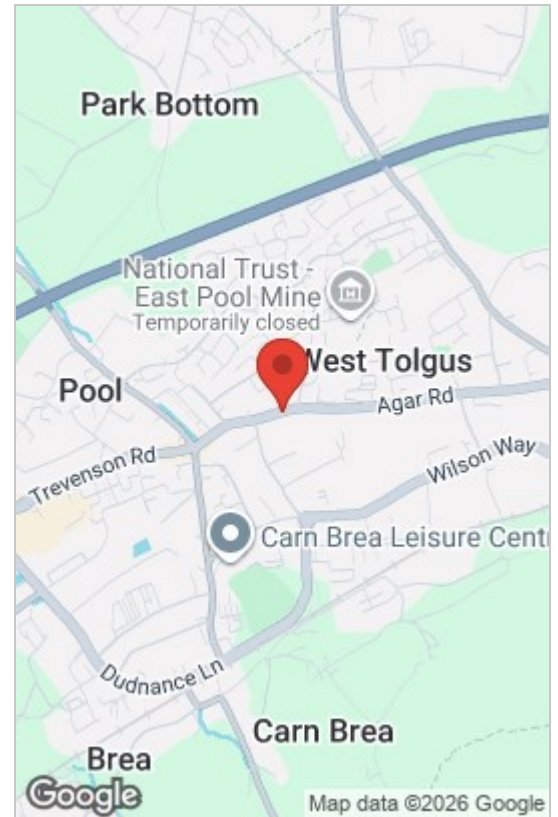 Park Bottom
National Trust -
East Pool Mine
Temporarily closed
West Tolgus
Pool
Agar Rd
Trevenson Rd
Wilson Way
Carn Brea Leisure Cent
Dudnance Ln
Carn Brea
Brea
Google
Map data ©2026 Google